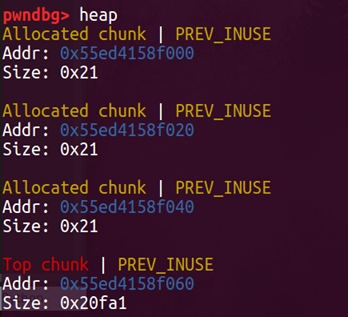 pwndbg> heap
Allocated chunk | PREV_INUSE
Addr: 0x55ed4158f000
Size: 0x21
Allocated chunk | PREV_INUSE
Addr: 0x55ed4158f020
Size: 0x21
Allocated chunk | PREV_INUSE
Addr: 0x55ed4158f040
Size: 0x21
Top chunk | PREV_INUSE
Addr: 0x55ed4158f060
Size: 0x20fa1